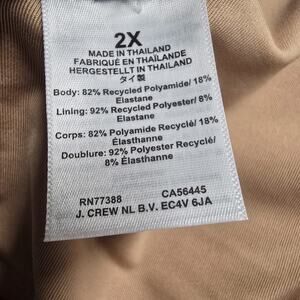 2X
MADE IN THAILAND
FABRIQUÉ EN THAÏLANDE
HERGESTELLT IN THAILAND
タイ製
Body: 82% Recycled Polyamide/ 18%
Elastane
Lining: 92% Recycled Polyester/ 8%
Elastane
Corps: 82% Polyamide Recyclé/ 18%
Élasthanne
Doublure: 92% Polyester Recyclé/
8% Élasthanne
RN77388 CA56445
J. CREW NL B.V. EC4V 6JA